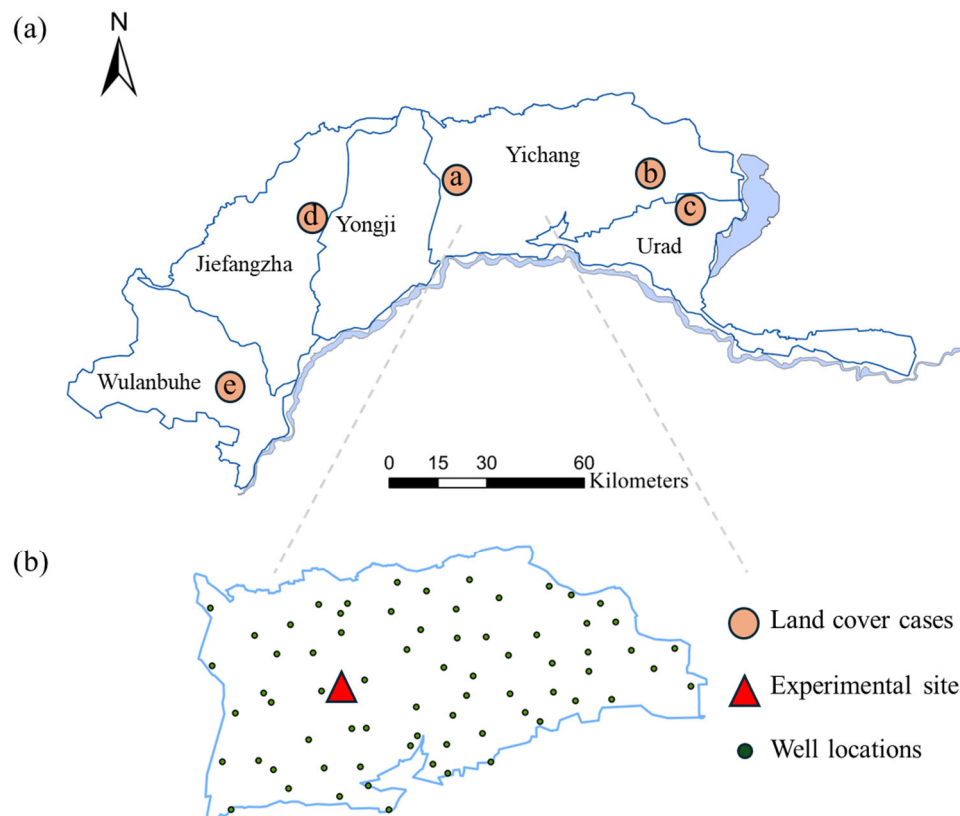 (a)
N
Yichang
a
b
c
d
Yongji
Urad
Jiefangzha
Wulanbuhe
e
0 15 30 60
Kilometers
(b)
Land cover cases
Experimental site
Well locations